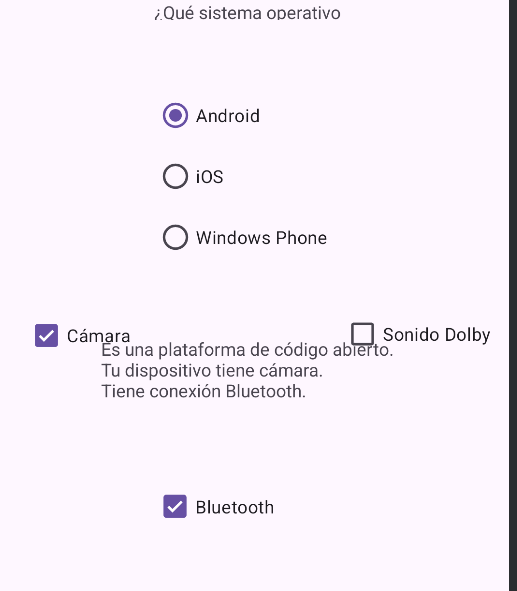 ¿Qué sistema operativo
Android
iOS
Windows Phone
Cámara
Sonido Dolby
Es una plataforma de código abierto.
Tu dispositivo tiene cámara.
Tiene conexión Bluetooth.
Bluetooth